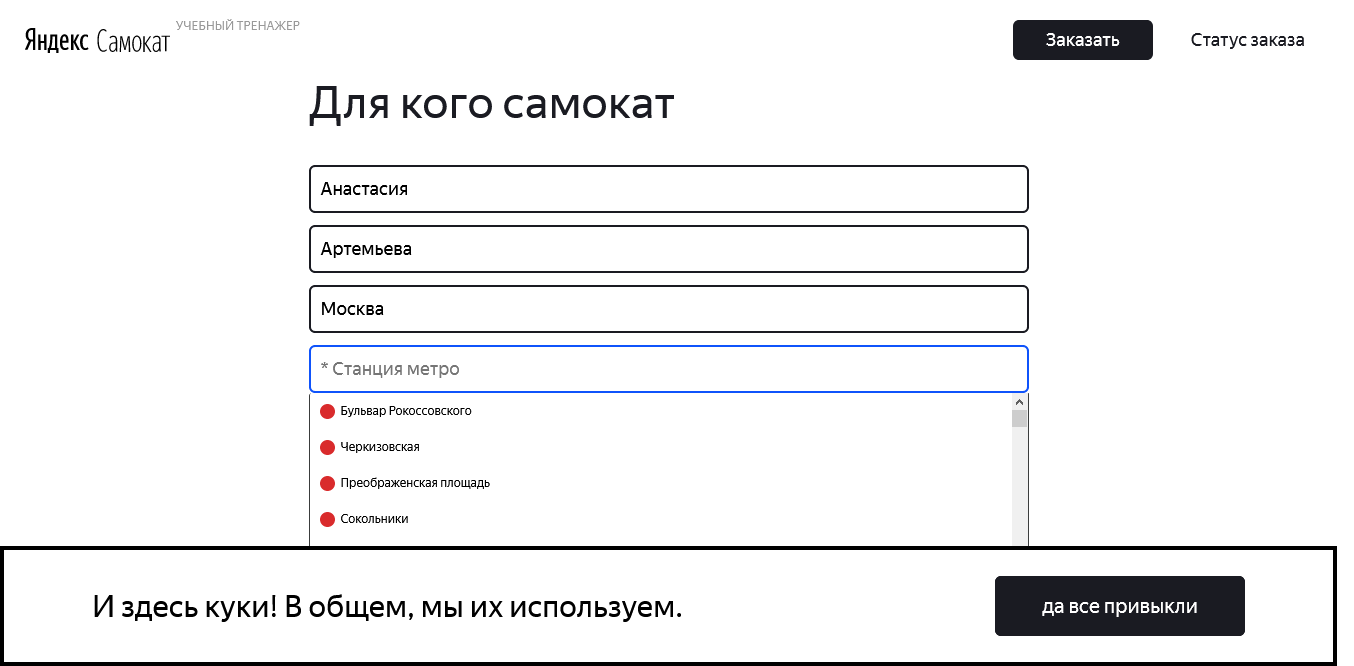 Яндекс Самокат
УЧЕБНЫЙ ТРЕНАЖЕР
Заказать
Статус заказа
Для кого самокат
Анастасия
Артемьева
Москва
* Станция метро
Бульвар Рокоссовского
Черкизовская
Преображенская площадь
Сокольники
И здесь куки! В общем, мы их используем.
да все привыкли